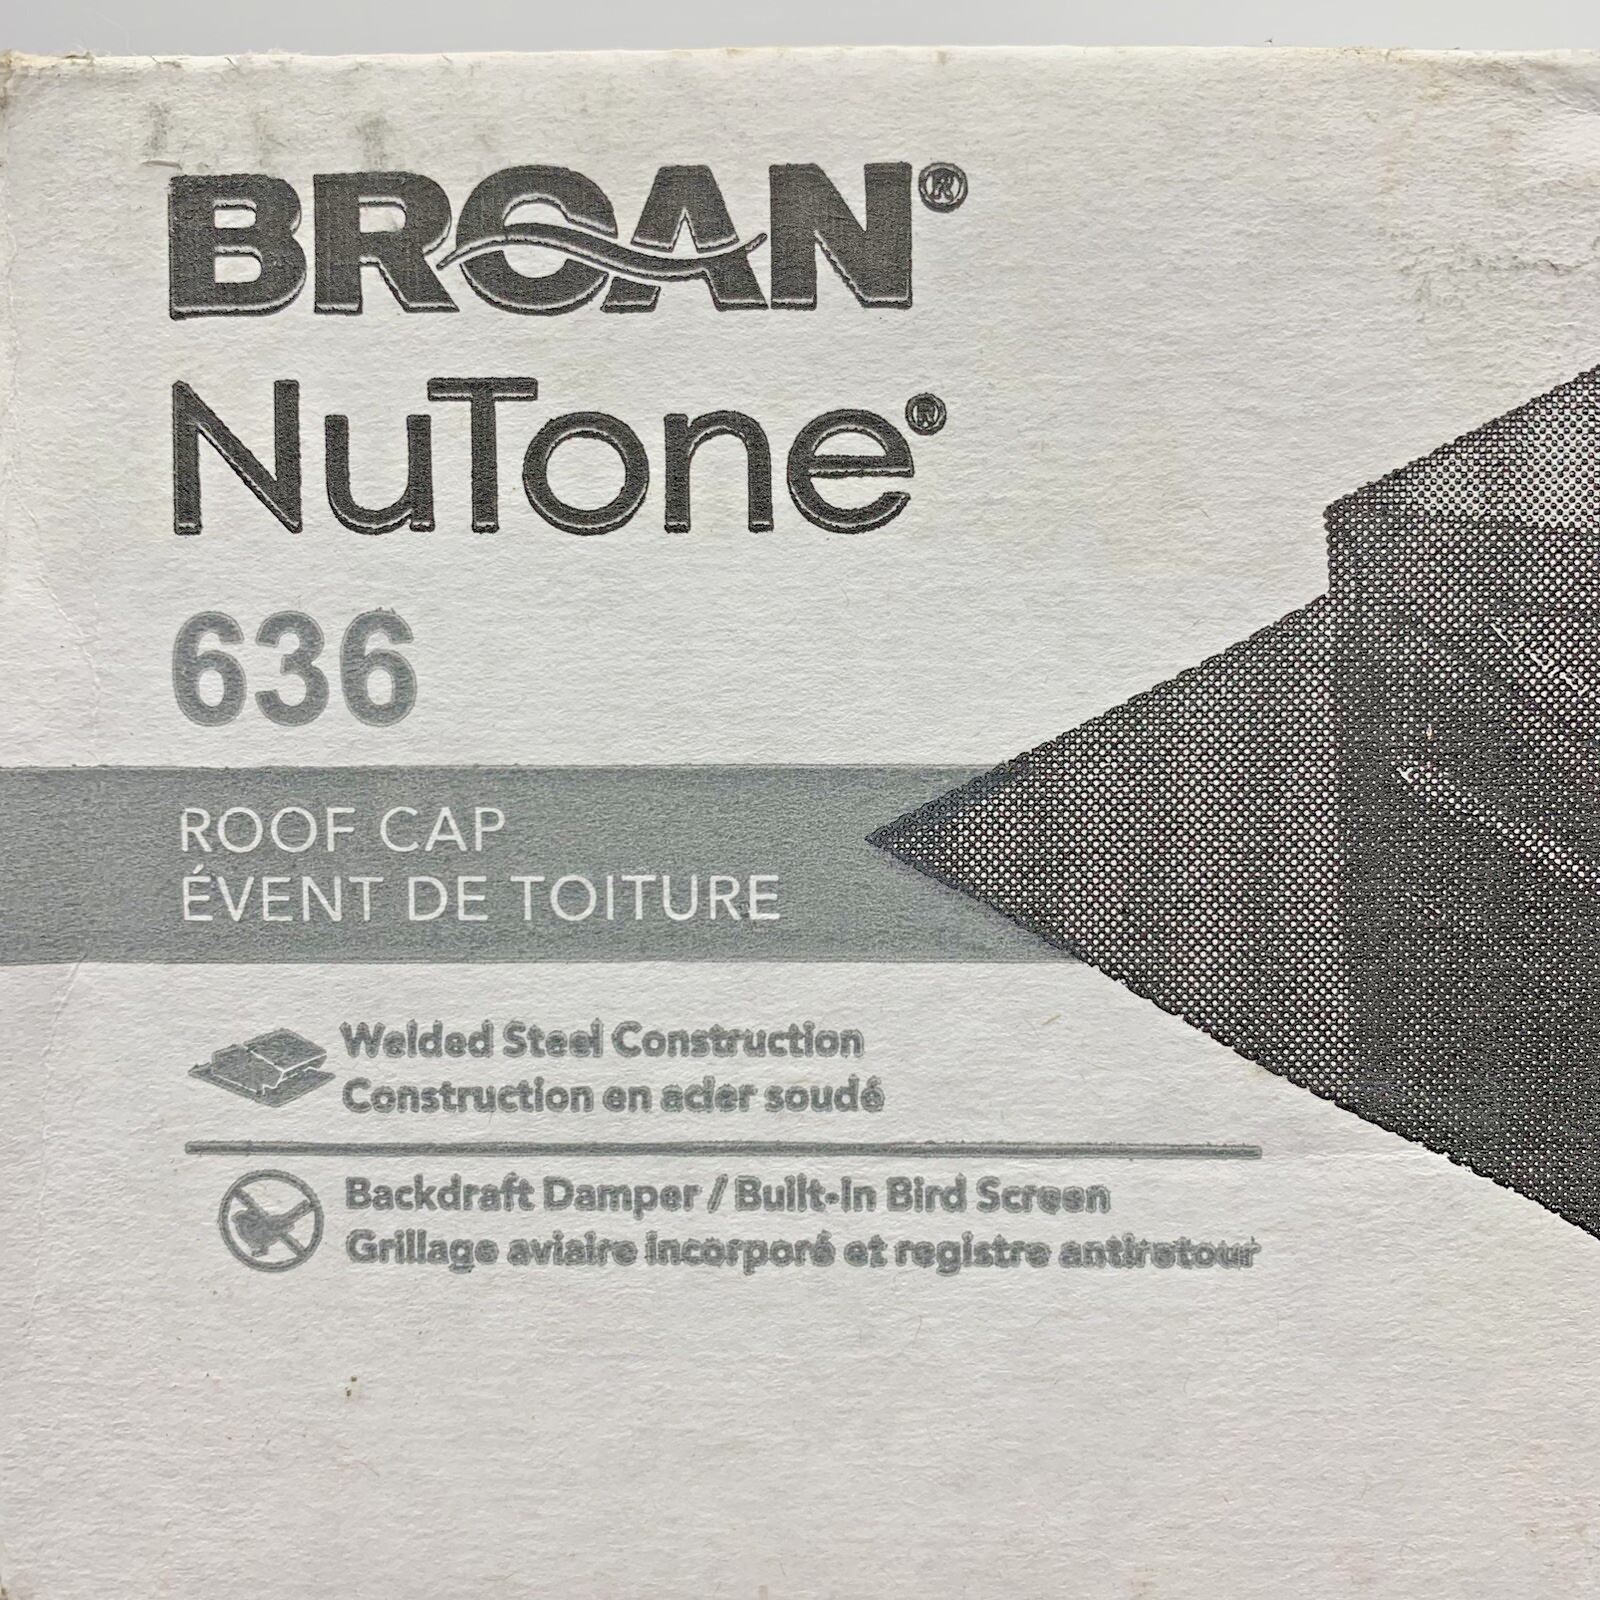 BROAN®
NuTone®
636
ROOF CAP
ÉVENT DE TOITURE
Welded Steel Construction
Construction en acier soudé
Backdraft Damper / Built-In Bird Screen
Grillage aviaire incorporé et registre antiretour